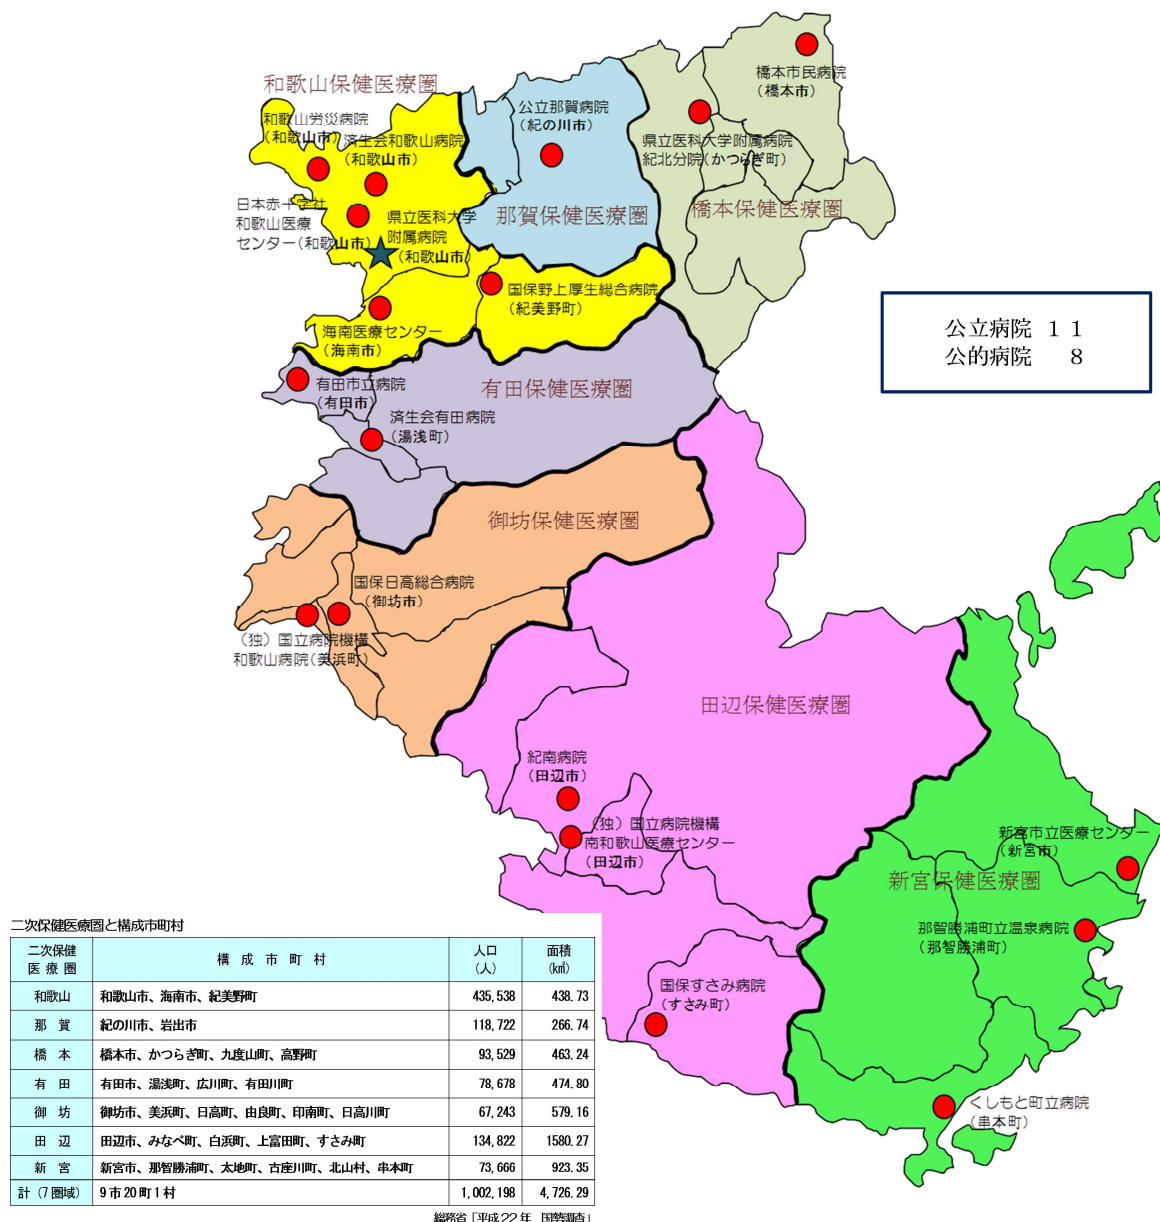 和歌山保健医療圏
和歌山労災病院
(和歌山市)
済生会和歌山病院
(和歌山市)
日本赤十字社
和歌山医療
センター(和歌山市)
県立医科大学
附属病院
(和歌山市)
海南医療センター
(海南市)
国保野上厚生総合病院
(紀美野町)
公立那賀病院
(紀の川市)
那賀保健医療圏
橋本市民病院
(橋本市)
県立医科大学附属病院
紀北分院(かつらぎ町)
橋本保健医療圏
公立病院 11
公的病院 8
有田保健医療圏
有田市立病院
(有田市)
済生会有田病院
(湯浅町)
御坊保健医療圏
国保日高総合病院
(御坊市)
(独)国立病院機構
和歌山病院(美浜町)
田辺保健医療圏
紀南病院
(田辺市)
(独)国立病院機構
南和歌山医療センター
(田辺市)
国保すさみ病院
(すさみ町)
新宮保健医療圏
新宮市立医療センター
(新宮市)
那智勝浦町立温泉病院
(那智勝浦町)
くしもと町立病院
(串本町)
二次保健医療圏と構成市町村
二次保健医療圏 構成市町村 人口(人) 面積(㎢)
和歌山 和歌山市、海南市、紀美野町 435,538 438.73
那賀 紀の川市、岩出市 118,722 266.74
橋本 橋本市、かつらぎ町、九度山町、高野町 93,529 463.24
有田 有田市、湯浅町、広川町、有田川町 78,678 474.80
御坊 御坊市、美浜町、日高町、由良町、印南町、日高川町 67,243 579.16
田辺 田辺市、みなべ町、白浜町、上富田町、すさみ町 134,822 1580.27
新宮 新宮市、那智勝浦町、太地町、古座川町、北山村、串本町 73,666 923.35
計(7圏域) 9市20町1村 1,002,198 4,726.29
総務省「平成22年 国勢調査」